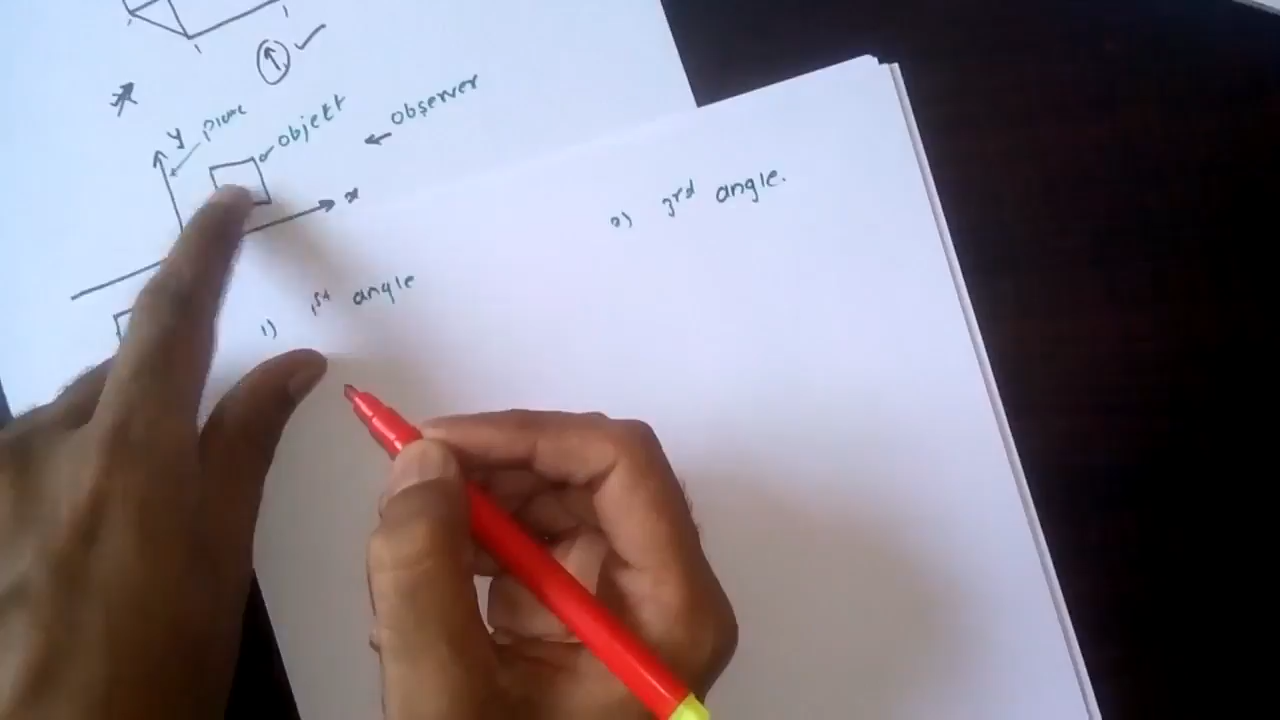 Observer
Object
Y
plane
x
2) 3rd angle.
1) 1st angle